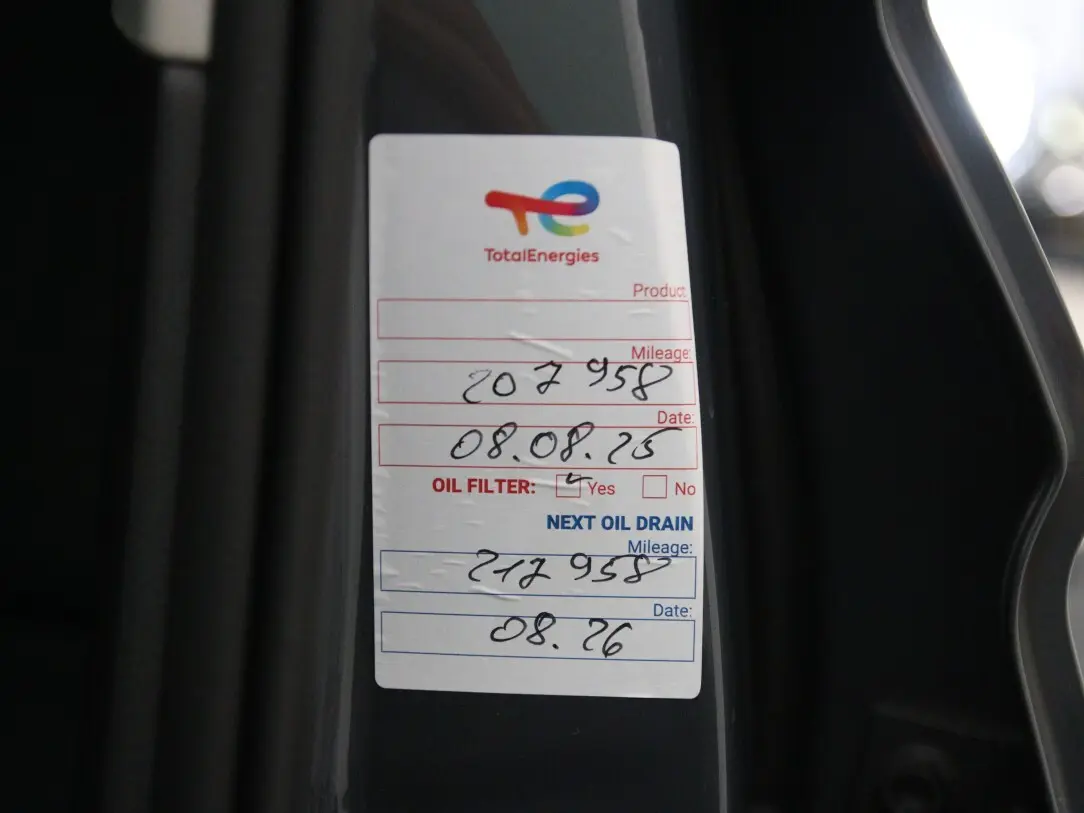 TotalEnergies
Product:
Mileage:
207 958
Date:
08.08.25
OIL FILTER: Yes No
NEXT OIL DRAIN
Mileage:
217 958
Date:
08.26